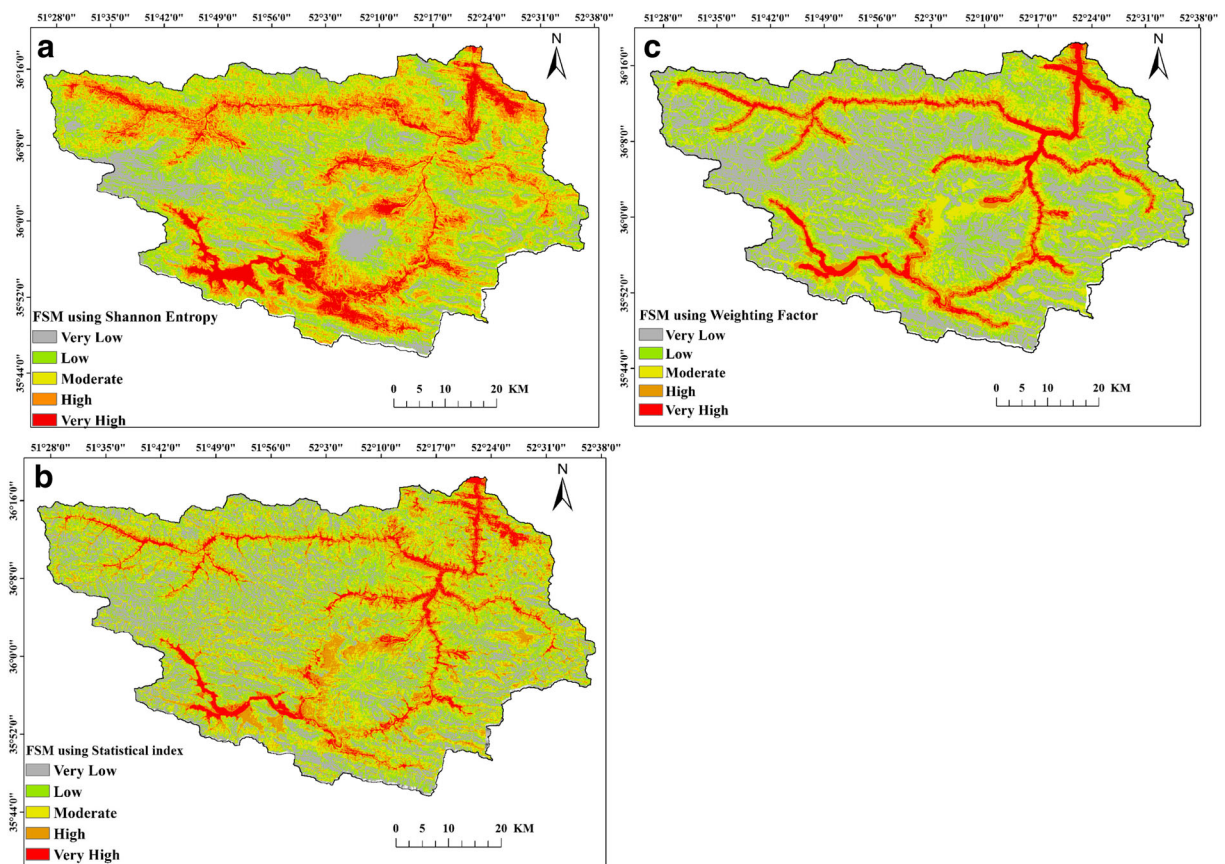 51°28'0" 51°35'0" 51°42'0" 51°49'0" 51°56'0" 52°3'0" 52°10'0" 52°17'0" 52°24'0" 52°31'0" 52°38'0"
a
N
36°16'0"
36°8'0"
36°0'0"
35°52'0"
35°44'0"
FSM using Shannon Entropy
Very Low
Low
Moderate
High
Very High
0 5 10 20 KM
51°28'0" 51°35'0" 51°42'0" 51°49'0" 51°56'0" 52°3'0" 52°10'0" 52°17'0" 52°24'0" 52°31'0" 52°38'0"
c
N
36°16'0"
36°8'0"
36°0'0"
35°52'0"
35°44'0"
FSM using Weighting Factor
Very Low
Low
Moderate
High
Very High
0 5 10 20 KM
51°28'0" 51°35'0" 51°42'0" 51°49'0" 51°56'0" 52°3'0" 52°10'0" 52°17'0" 52°24'0" 52°31'0" 52°38'0"
b
N
36°16'0"
36°8'0"
36°0'0"
35°52'0"
35°44'0"
FSM using Statistical index
Very Low
Low
Moderate
High
Very High
0 5 10 20 KM